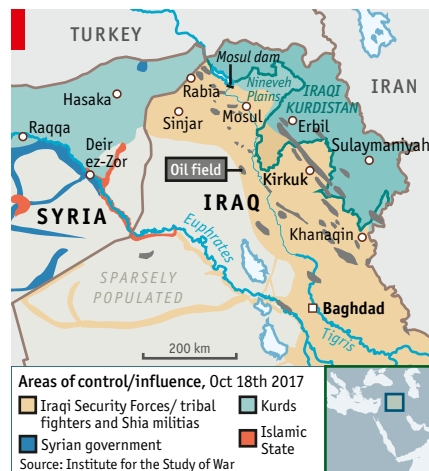 TURKEY
Mosul dam
Nineveh
Plains
IRAN
Rabia
Hasaka
IRAQI
KURDISTAN
Sinjar
Mosul
Erbil
Raqqa
Sulaymaniyah
Deir
ez-Zor
Oil field
Kirkuk
SYRIA
IRAQ
Khanaqin
Euphrates
SPARSELY
POPULATED
Baghdad
Tigris
200 km
Areas of control/influence, Oct 18th 2017
Iraqi Security Forces/ tribal
fighters and Shia militias
Kurds
Syrian government
Islamic
State
Source: Institute for the Study of War